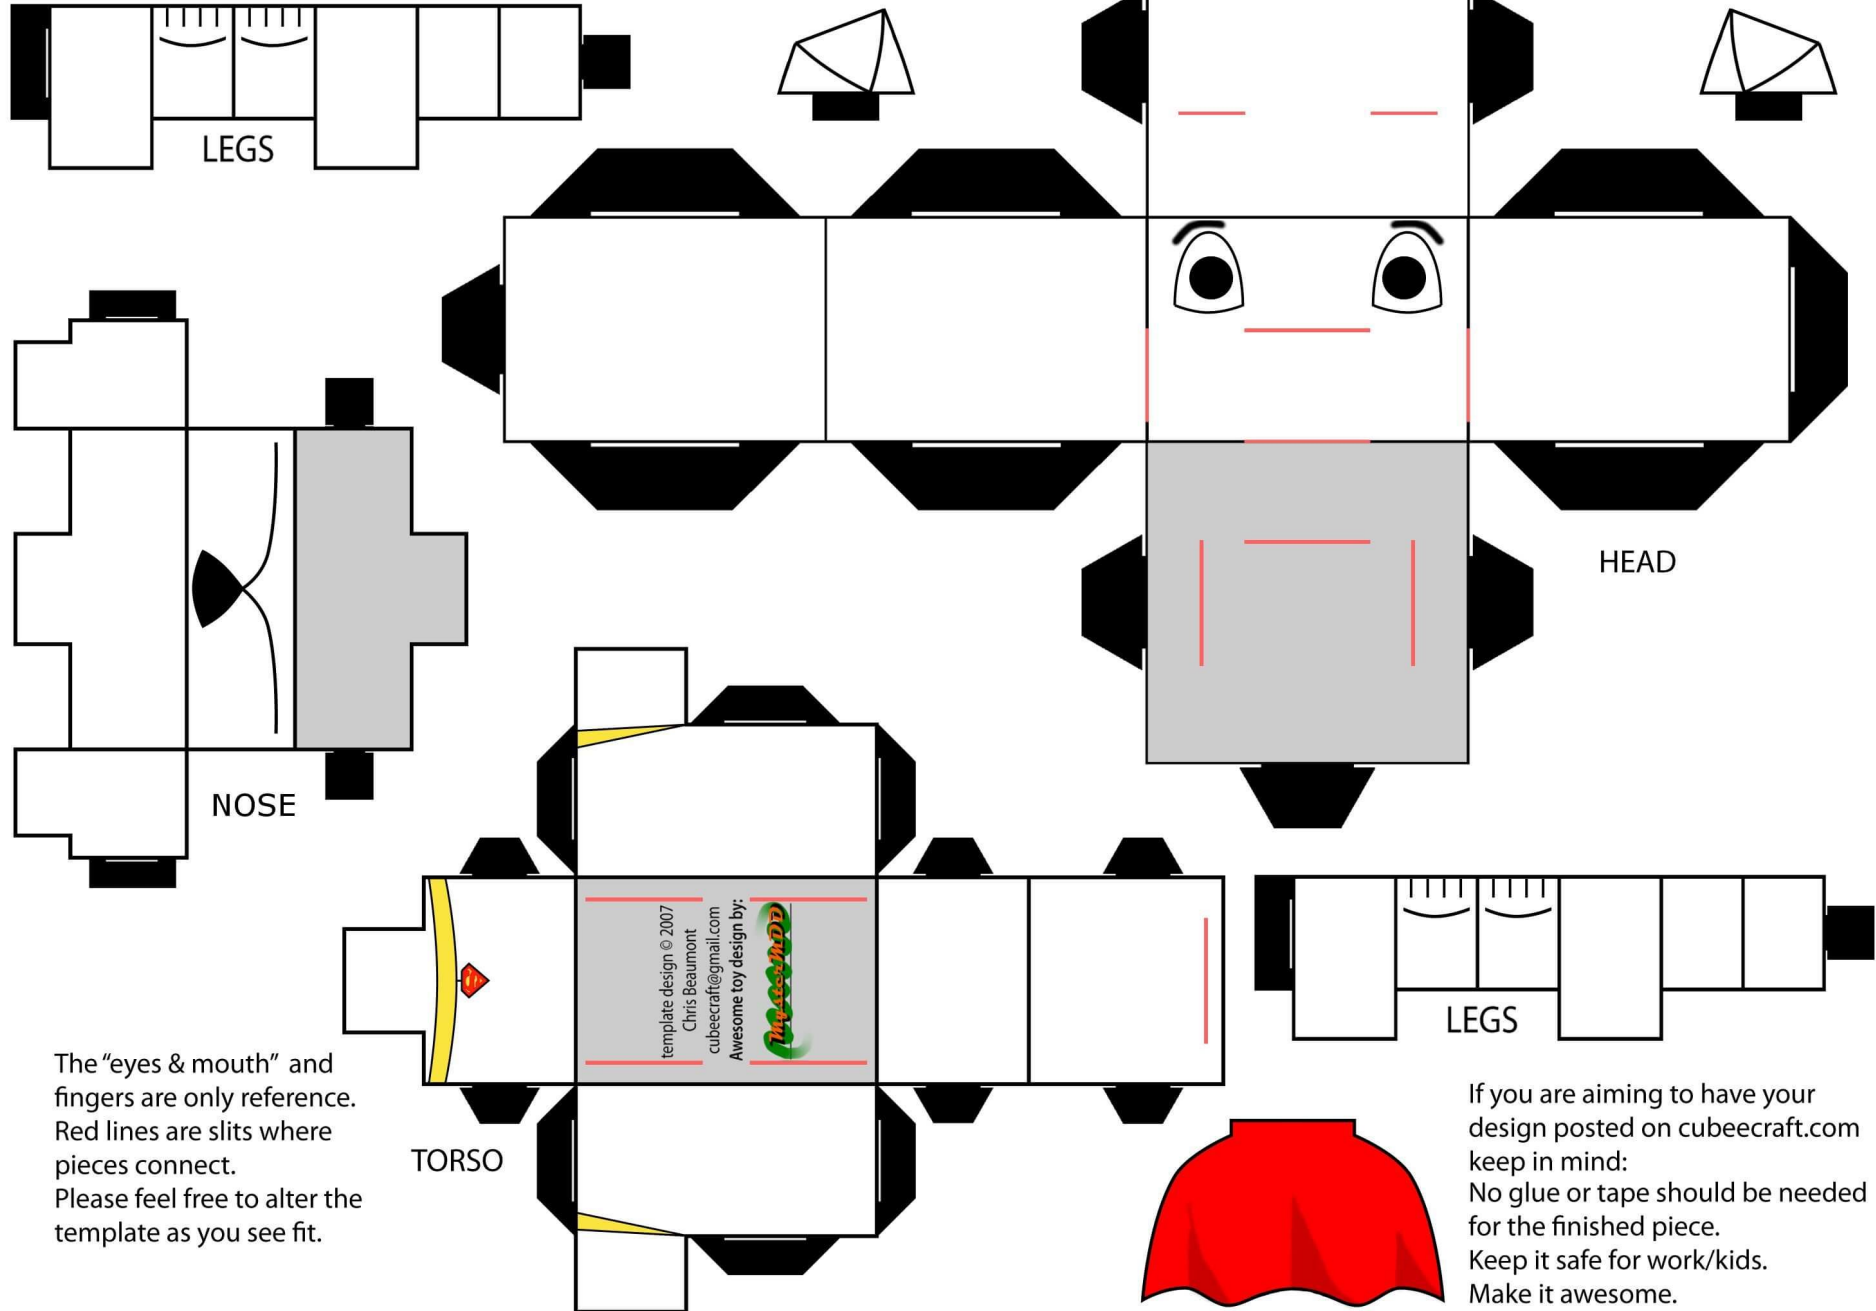 LEGS
HEAD
NOSE
template design © 2007
Chris Beaumont
cubeecraft@gmail.com
Awesome toy design by:
MysterMDD
TORSO
LEGS
The “eyes & mouth” and
fingers are only reference.
Red lines are slits where
pieces connect.
Please feel free to alter the
template as you see fit.
If you are aiming to have your
design posted on cubeecraft.com
keep in mind:
No glue or tape should be needed
for the finished piece.
Keep it safe for work/kids.
Make it awesome.